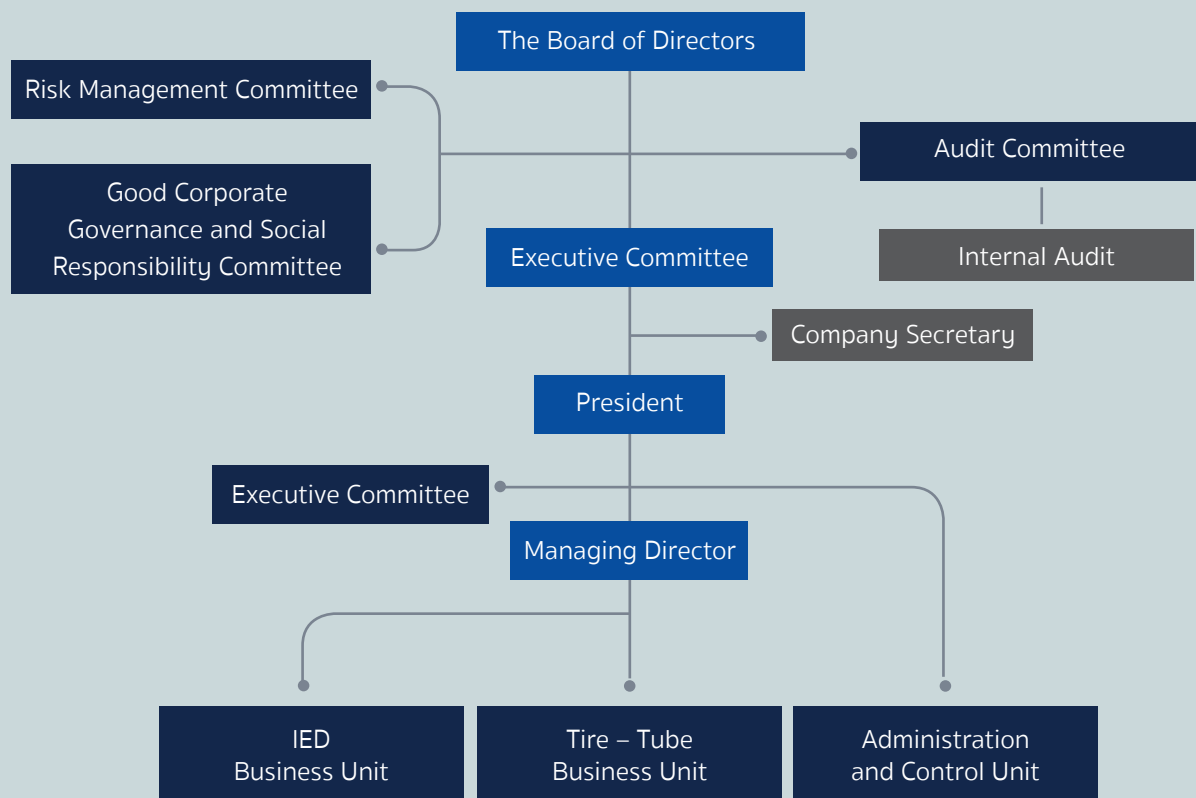 The Board of Directors
Risk Management Committee
Audit Committee
Good Corporate
Governance and Social
Responsibility Committee
Executive Committee
Internal Audit
Company Secretary
President
Executive Committee
Managing Director
IED
Business Unit
Tire – Tube
Business Unit
Administration
and Control Unit